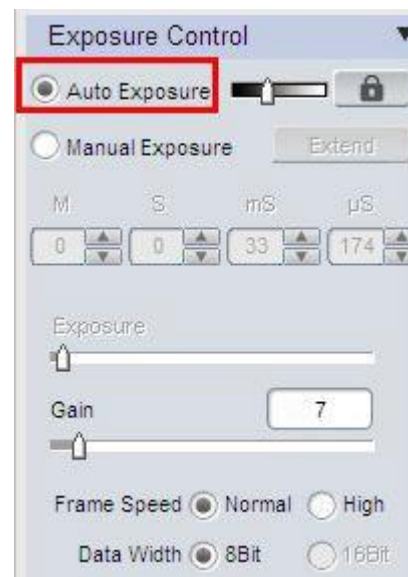 Exposure Control
Auto Exposure
Manual Exposure Extend
M S mS µS
0 0 33 174
Exposure
Gain 7
Frame Speed Normal High
Data Width 8Bit 16Bit